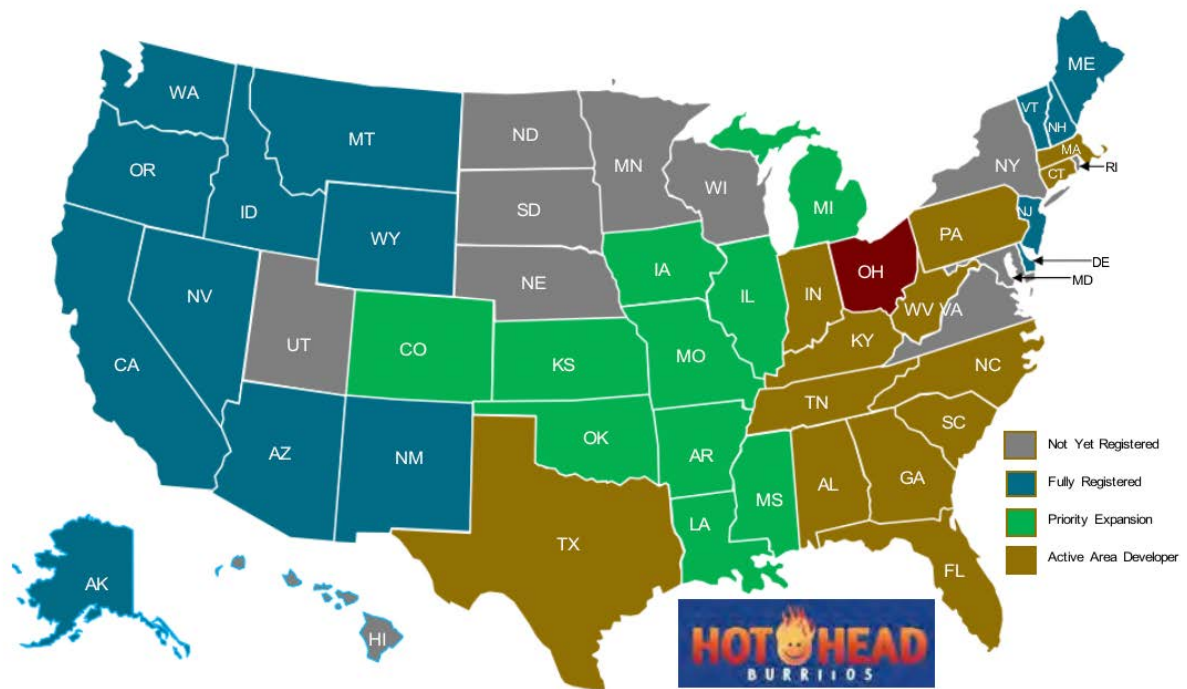 WA
MT
ND
MN
ME
VT
NH
OR
ID
WY
SD
WI
MI
NY
MA
CT
RI
NV
CA
UT
CO
NE
IA
IL
IN
OH
PA
NJ
DE
MD
WV
VA
KS
MO
KY
NC
TN
SC
AZ
NM
OK
AR
MS
AL
GA
LA
TX
FL
AK
HI
Not Yet Registered
Fully Registered
Priority Expansion
Active Area Developer
HOT HEAD
BURRiiOS